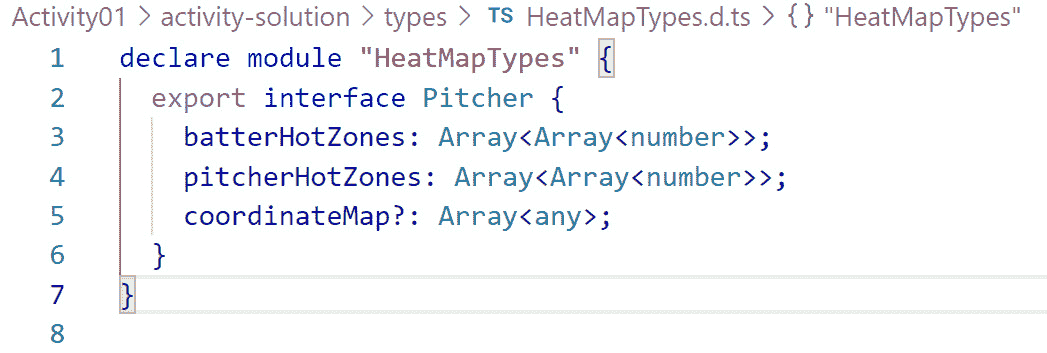 Activity01 > activity-solution > types > TS HeatMapTypes.d.ts > {} "HeatMapTypes"
1 declare module "HeatMapTypes" {
2   export interface Pitcher {
3     batterHotZones: Array<Array<number>>;
4     pitcherHotZones: Array<Array<number>>;
5     coordinateMap?: Array<any>;
6   }
7 }
8